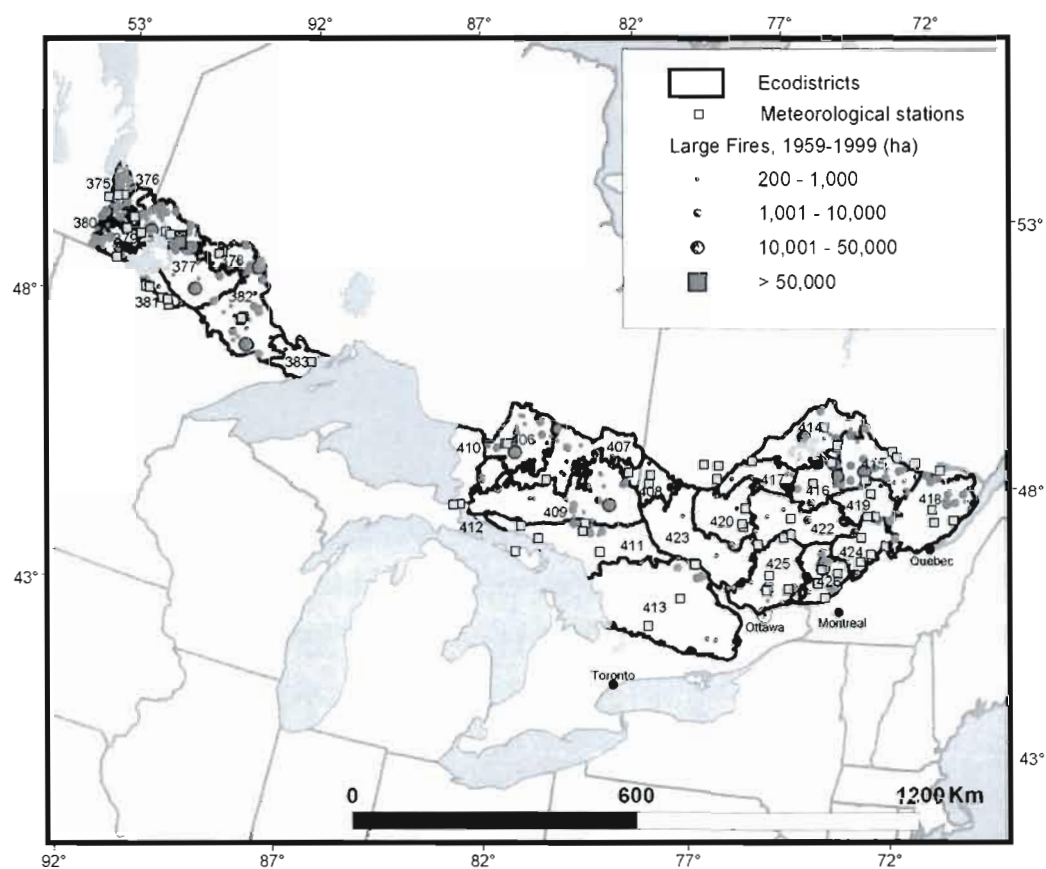 53° 92° 87° 82° 77° 72°
Ecodistricts
Meteorological stations
Large Fires, 1959-1999 (ha)
200 - 1,000
1,001 - 10,000
10,001 - 50,000
> 50,000
375 376
380
379
377 378
381 382
383
53°
48°
410 406 407
408
409
412
411
413
414
415
417 416
419 418
420 422
423
424
425
426
48°
Quebec
43°
Ottawa Montreal
Toronto
43°
0 600 1200 Km
92° 87° 82° 77° 72°